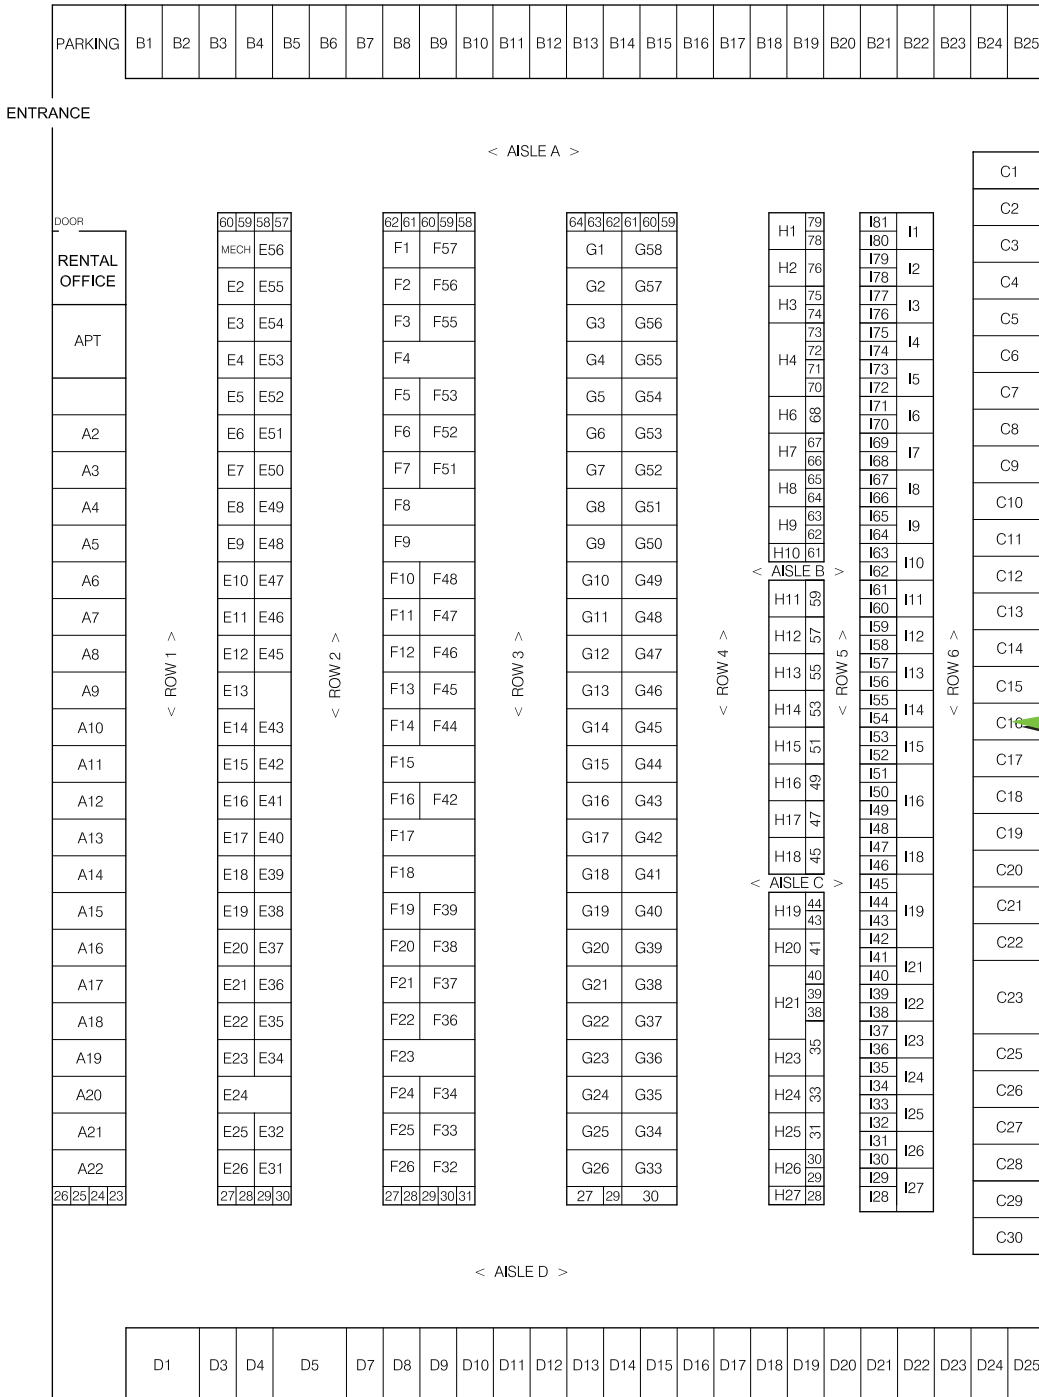 PARKING B1 B2 B3 B4 B5 B6 B7 B8 B9 B10 B11 B12 B13 B14 B15 B16 B17 B18 B19 B20 B21 B22 B23 B24 B25
ENTRANCE
< AISLE A >
DOOR
RENTAL
OFFICE
APT
A2
A3
A4
A5
A6
A7
A8
A9
A10
A11
A12
A13
A14
A15
A16
A17
A18
A19
A20
A21
A22
26 25 24 23
< ROW 1 >
60 59 58 57
MECH E56
E2 E55
E3 E54
E4 E53
E5 E52
E6 E51
E7 E50
E8 E49
E9 E48
E10 E47
E11 E46
E12 E45
E13
E14 E43
E15 E42
E16 E41
E17 E40
E18 E39
E19 E38
E20 E37
E21 E36
E22 E35
E23 E34
E24
E25 E32
E26 E31
27 28 29 30
< ROW 2 >
62 61 60 59 58
F1 F57
F2 F56
F3 F55
F4
F5 F53
F6 F52
F7 F51
F8
F9
F10 F48
F11 F47
F12 F46
F13 F45
F14 F44
F15
F16 F42
F17
F18
F19 F39
F20 F38
F21 F37
F22 F36
F23
F24 F34
F25 F33
F26 F32
27 28 29 30 31
< ROW 3 >
64 63 62 61 60 59
G1 G58
G2 G57
G3 G56
G4 G55
G5 G54
G6 G53
G7 G52
G8 G51
G9 G50
G10 G49
G11 G48
G12 G47
G13 G46
G14 G45
G15 G44
G16 G43
G17 G42
G18 G41
G19 G40
G20 G39
G21 G38
G22 G37
G23 G36
G24 G35
G25 G34
G26 G33
27 29 30
< ROW 4 >
H1 79
78
H2 76
H3 75
74
H4 73
72
71
70
H6 68
H7 67
66
H8 65
64
H9 63
62
H10 61
< AISLE B >
H11 59
H12 57
H13 55
H14 53
H15 51
H16 49
H17 47
H18 45
< AISLE C >
H19 44
43
H20 41
H21 40
39
38
H23 35
H24 33
H25 31
H26 30
29
H27 28
< ROW 5 >
I81 I1
I80
I79 I2
I78
I77 I3
I76
I75 I4
I74
I73 I5
I72
I71 I6
I70
I69 I7
I68
I67 I8
I66
I65 I9
I64
I63 I10
I62
I61 I11
I60
I59 I12
I58
I57 I13
I56
I55 I14
I54
I53 I15
I52
I51 I16
I50
I49
I48
I47 I18
I46
I45 I19
I44
I43
I42
I41 I21
I40
I39 I22
I38
I37 I23
I36
I35 I24
I34
I33 I25
I32
I31 I26
I30
I29 I27
I28
< ROW 6 >
C1
C2
C3
C4
C5
C6
C7
C8
C9
C10
C11
C12
C13
C14
C15
C16
C17
C18
C19
C20
C21
C22
C23
C25
C26
C27
C28
C29
C30
< AISLE D >
D1 D3 D4 D5 D7 D8 D9 D10 D11 D12 D13 D14 D15 D16 D17 D18 D19 D20 D21 D22 D23 D24 D25